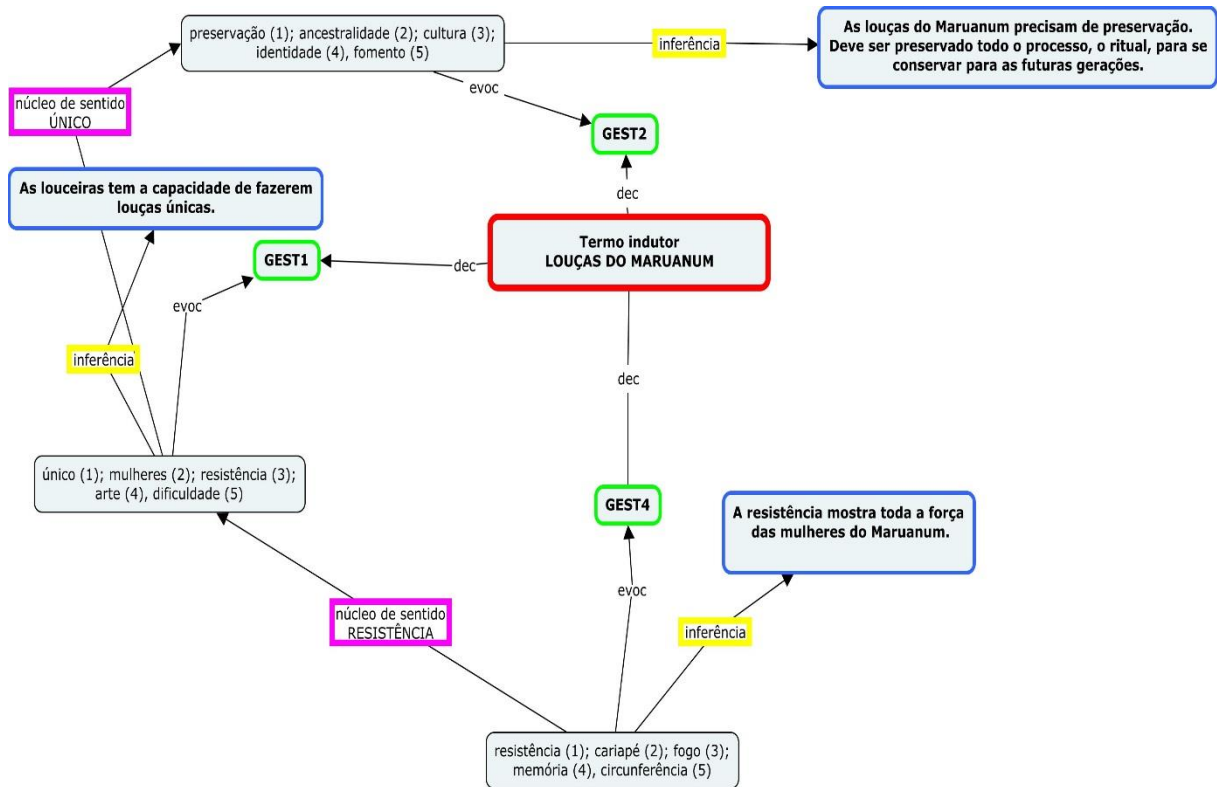 preservação (1); ancestralidade (2); cultura (3);
identidade (4), fomento (5)
inferência
As louças do Maruanum precisam de preservação.
Deve ser preservado todo o processo, o ritual, para se
conservar para as futuras gerações.
evoc
núcleo de sentido
ÚNICO
GEST2
dec
As louceiras tem a capacidade de fazerem
louças únicas.
Termo indutor
LOUÇAS DO MARUANUM
GEST1
dec
evoc
inferência
dec
único (1); mulheres (2); resistência (3);
arte (4), dificuldade (5)
GEST4
A resistência mostra toda a força
das mulheres do Maruanum.
evoc
núcleo de sentido
RESISTÊNCIA
inferência
resistência (1); cariapé (2); fogo (3);
memória (4), circunferência (5)